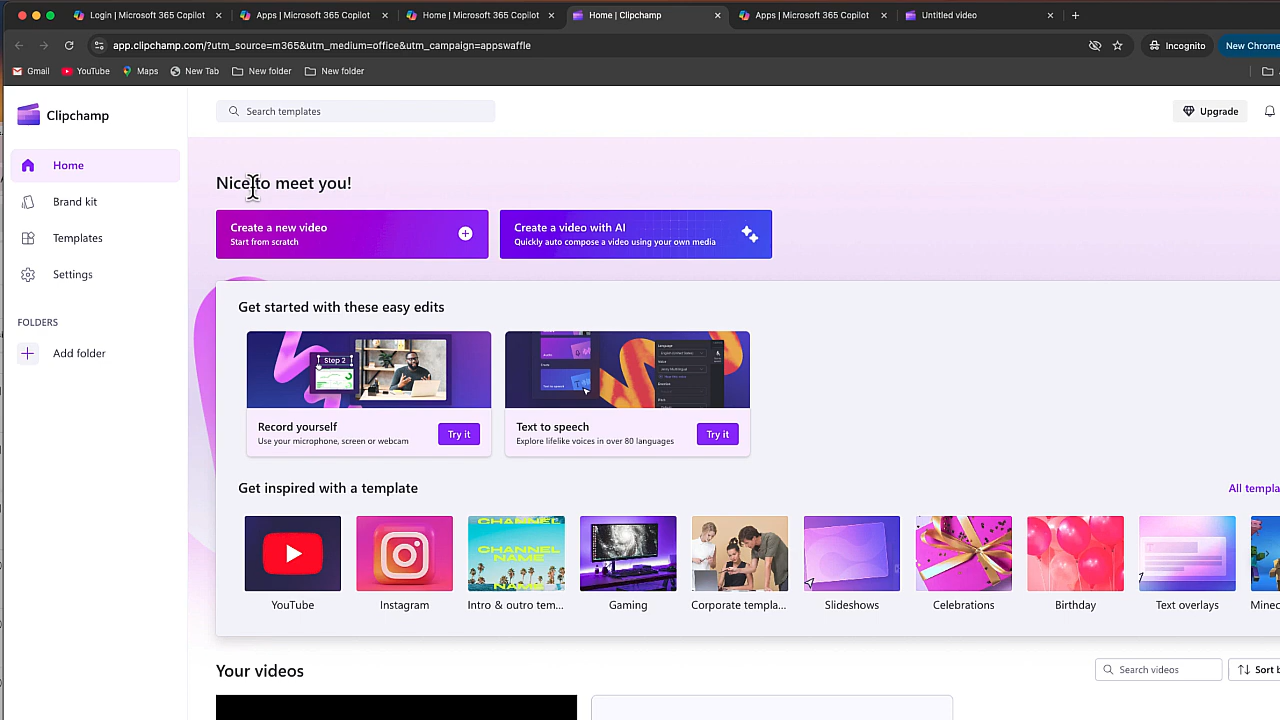 Login | Microsoft 365 Copilot
Apps | Microsoft 365 Copilot
Home | Microsoft 365 Copilot
Home | Clipchamp
Apps | Microsoft 365 Copilot
Untitled video
app.clipchamp.com/?utm_source=m365&utm_medium=office&utm_campaign=appswaffle
Incognito
New Chrome
Gmail
YouTube
Maps
New Tab
New folder
New folder
Clipchamp
Search templates
Upgrade
Home
Brand kit
Templates
Settings
FOLDERS
Add folder
Nice to meet you!
Create a new video
Start from scratch
Create a video with AI
Quickly auto compose a video using your own media
Get started with these easy edits
Step 2
Record yourself
Use your microphone, screen or webcam
Try it
Text to speech
Explore lifelike voices in over 80 languages
Try it
Get inspired with a template
All templa
CHANNEL
CHANNEL
NAME
NAME
YouTube
Instagram
Intro & outro tem...
Gaming
Corporate templa...
Slideshows
Celebrations
Birthday
Text overlays
Minec
Your videos
Search videos
Sort b